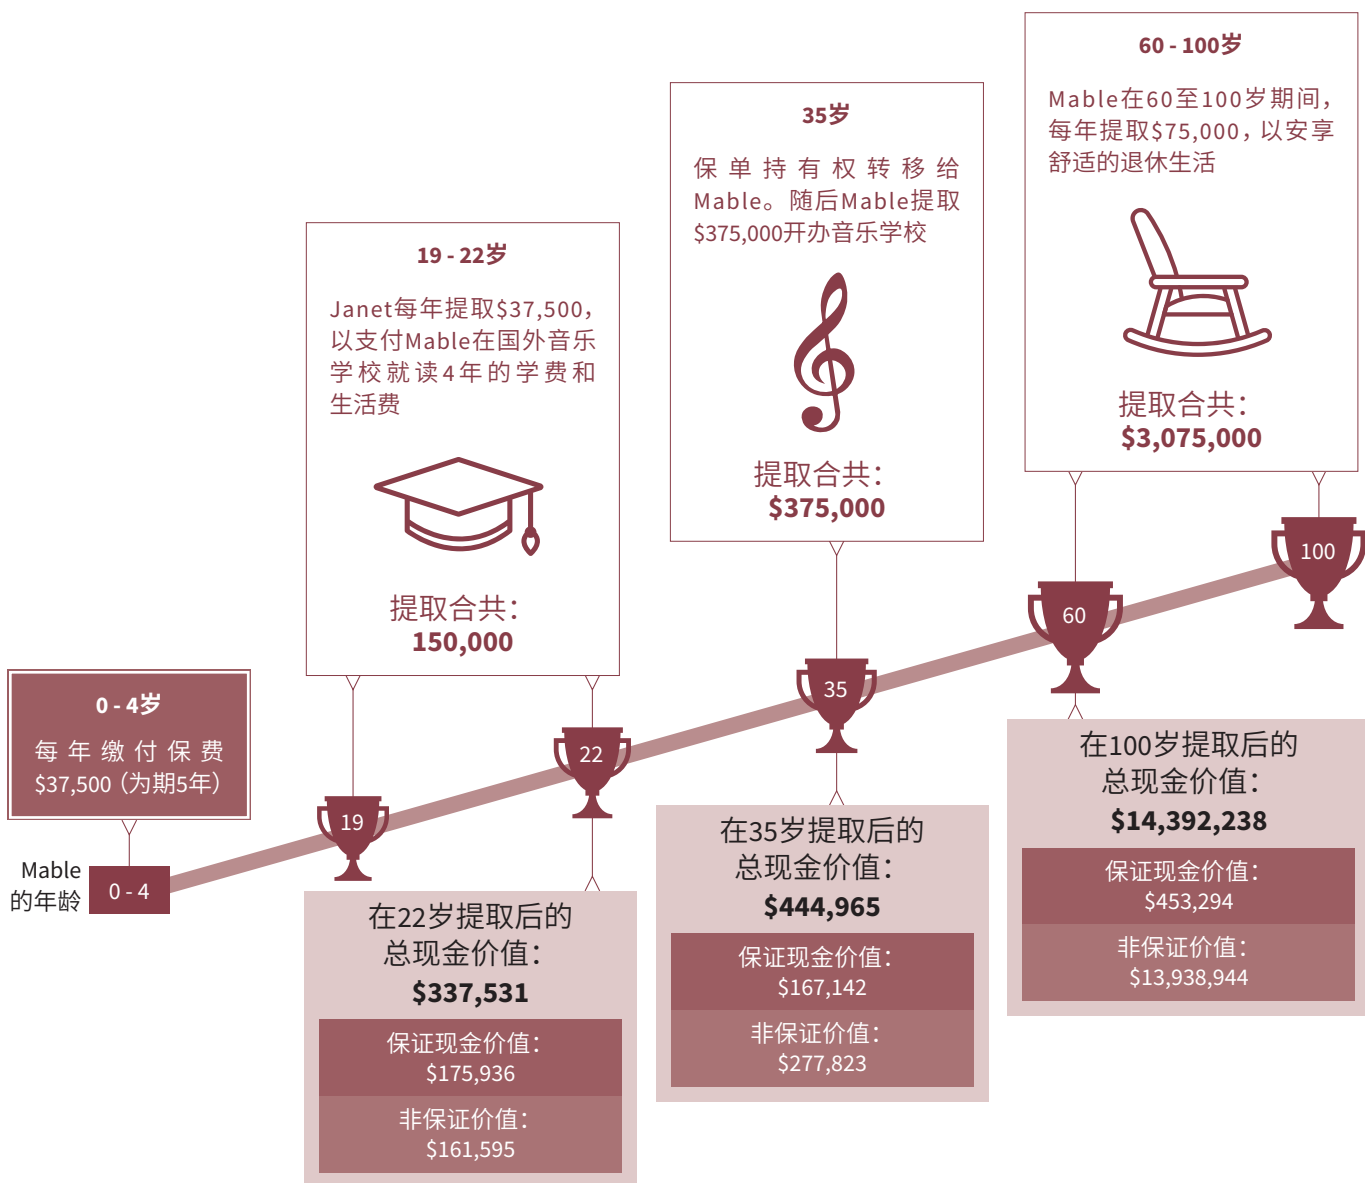 0 - 4岁
每年缴付保费
$37,500（为期5年）
Mable
的年龄
0 - 4
19 - 22岁
Janet每年提取$37,500，
以支付Mable在国外音乐
学校就读4年的学费和
生活费
提取合共：
150,000
19
22
在22岁提取后的
总现金价值：
$337,531
保证现金价值：
$175,936
非保证价值：
$161,595
35岁
保单持有权转移给
Mable。随后Mable提取
$375,000开办音乐学校
提取合共：
$375,000
35
在35岁提取后的
总现金价值：
$444,965
保证现金价值：
$167,142
非保证价值：
$277,823
60 - 100岁
Mable在60至100岁期间，
每年提取$75,000，以安享
舒适的退休生活
提取合共：
$3,075,000
60
100
在100岁提取后的
总现金价值：
$14,392,238
保证现金价值：
$453,294
非保证价值：
$13,938,944